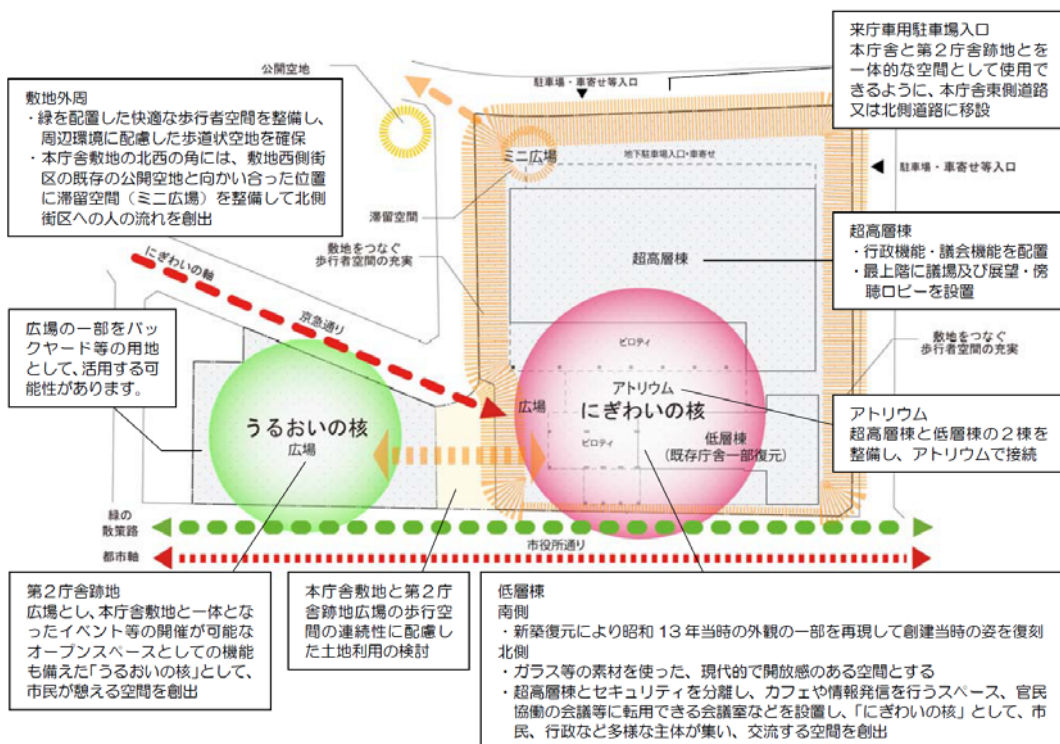 来庁車用駐車場入口
本庁舎と第2庁舎跡地とを
一体的な空間として使用で
きるように、本庁舎東側道路
又は北側道路に移設
公開空地
駐車場・車寄せ等入口
敷地外周
・緑を配置した快適な歩行者空間を整備し、
周辺環境に配慮した歩道状空地を確保
・本庁舎敷地の北西の角には、敷地西側街
区の既存の公開空地と向かい合った位置
に滞留空間（ミニ広場）を整備して北側
街区への人の流れを創出
ミニ広場
地下駐車場入口・車寄せ
駐車場・車寄せ等入口
滞留空間
敷地をつなぐ
歩行者空間の充実
超高層棟
超高層棟
・行政機能・議会機能を配置
・最上階に議場及び展望・傍
聴ロビーを設置
にぎわいの軸
京急通り
広場の一部をバッ
クヤード等の用地
として、活用する可
能性があります。
敷地をつなぐ
歩行者空間の充実
ピロティ
アトリウム
広場
にぎわいの核
ピロティ
低層棟
（既存庁舎一部復元）
うるおいの核
広場
アトリウム
超高層棟と低層棟の2棟を
整備し、アトリウムで接続
緑の
散策路
市役所通り
都市軸
第2庁舎跡地
広場とし、本庁舎敷地と一体とな
ったイベント等の開催が可能な
オープンスペースとしての機能
も備えた「うるおいの核」として、
市民が憩える空間を創出
本庁舎敷地と第2庁
舎跡地広場の歩行空
間の連続性に配慮し
た土地利用の検討
低層棟
南側
・新築復元により昭和13年当時の外観の一部を再現して創建当時の姿を復刻
北側
・ガラス等の素材を使った、現代的で開放感のある空間とする
・超高層棟とセキュリティを分離し、カフェや情報発信を行うスペース、官民
協働の会議等に転用できる会議室などを設置し、「にぎわいの核」として、市
民、行政など多様な主体が集い、交流する空間を創出